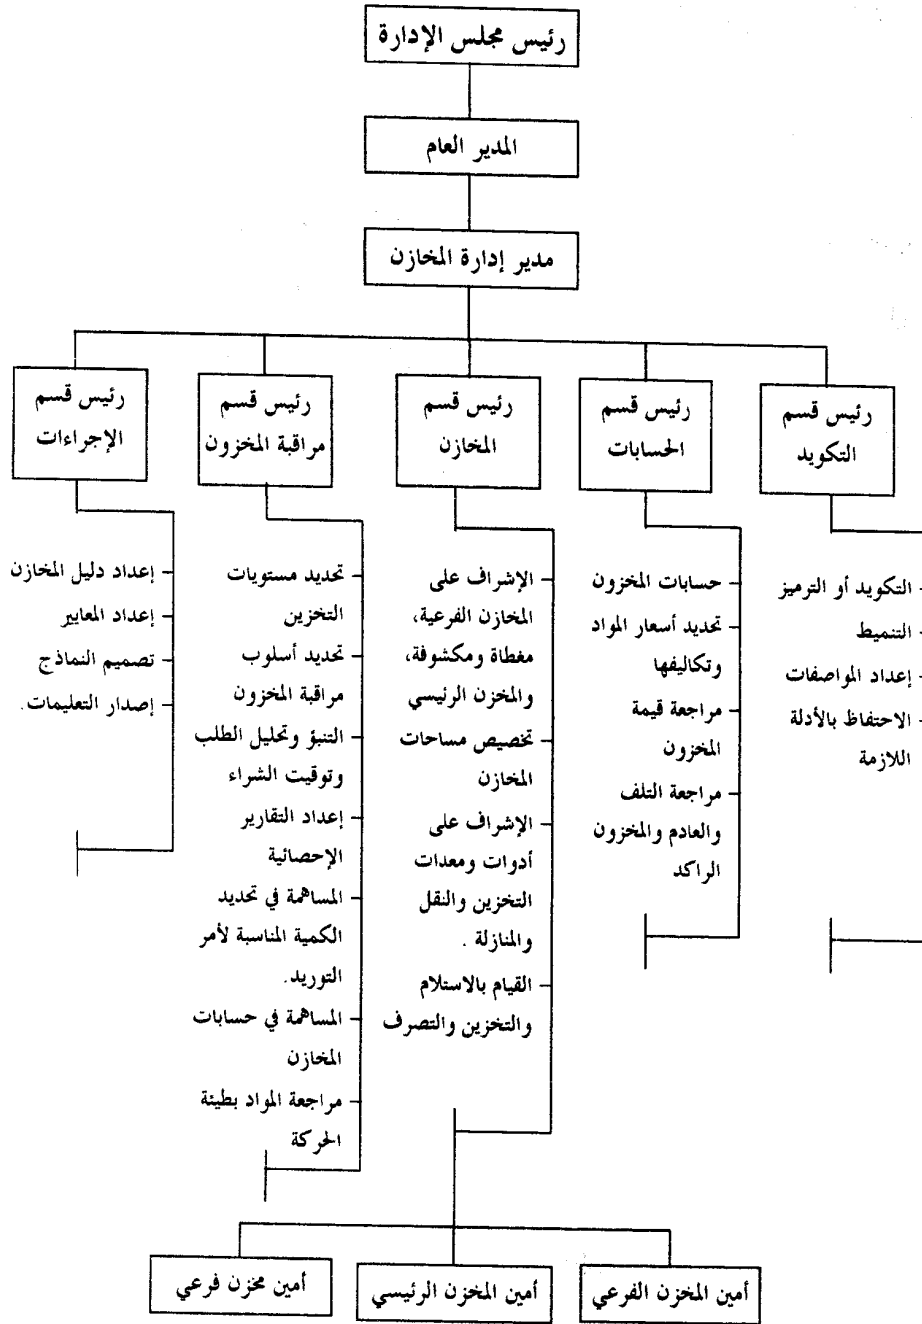 رئيس مجلس الإدارة
المدير العام
مدير إدارة المخازن
رئيس قسم
التكويد
رئيس قسم
الحسابات
رئيس قسم
المخازن
رئيس قسم
مراقبة المخزون
رئيس قسم
الإجراءات
- التكويد أو الترميز
- التنميط
- إعداد المواصفات
- الاحتفاظ بالأدلة
اللازمة
- حسابات المخزون
- تحديد أسعار المواد
وتكاليفها
- مراجعة قيمة
المخزون
- مراجعة التلف
والعادم والمخزون
الراكد
- الإشراف على
المخازن الفرعية،
مغطاة ومكشوفة،
والمخزن الرئيسي
- تخصيص مساحات
المخازن
- الإشراف على
أدوات ومعدات
التخزين والنقل
والمنازلة .
- القيام بالاستلام
والتخزين والتصرف
- تحديد مستويات
التخزين
- تحديد أسلوب
مراقبة المخزون
- التنبؤ وتحليل الطلب
وتوقيت الشراء
- إعداد التقارير
الإحصائية
- المساهمة في تحديد
الكمية المناسبة لأمر
التوريد.
- المساهمة في حسابات
المخازن
- مراجعة المواد بطيئة
الحركة
- إعداد دليل المخازن
- إعداد المعايير
- تصميم النماذج
- إصدار التعليمات.
أمين المخزن الفرعي
أمين المخزن الرئيسي
أمين مخزن فرعي